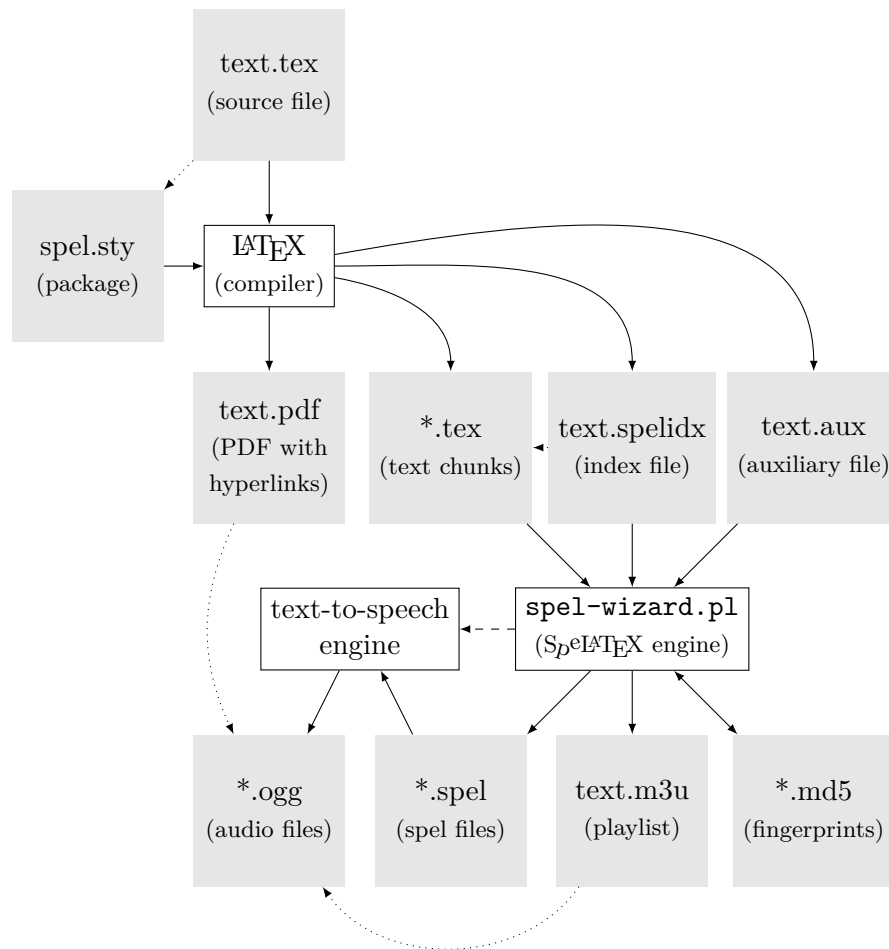 text.tex
(source file)
spel.sty
(package)
LATEX
(compiler)
text.pdf
(PDF with
hyperlinks)
*.tex
(text chunks)
text.spelidx
(index file)
text.aux
(auxiliary file)
text-to-speech
engine
spel-wizard.pl
(SpeLATEX engine)
*.ogg
(audio files)
*.spel
(spel files)
text.m3u
(playlist)
*.md5
(fingerprints)